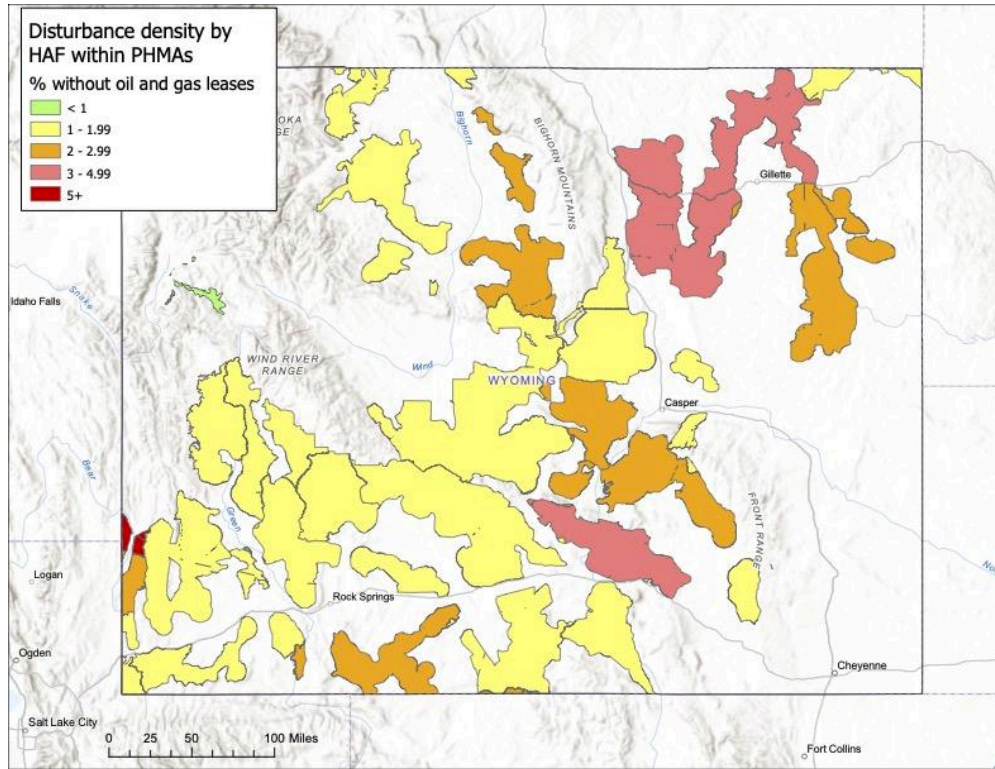 Disturbance density by
HAF within PHMAs
% without oil and gas leases
< 1
1 - 1.99
2 - 2.99
3 - 4.99
5+
OKA
GE
Bighorn
BIGHORN MOUNTAINS
Gillette
Idaho Falls
Snake
WIND RIVER
RANGE
Wind
WYOMING
Casper
Bear
Green
FRONT RANGE
Logan
Rock Springs
Ogden
Cheyenne
Salt Lake City
0 25 50 100 Miles
Fort Collins